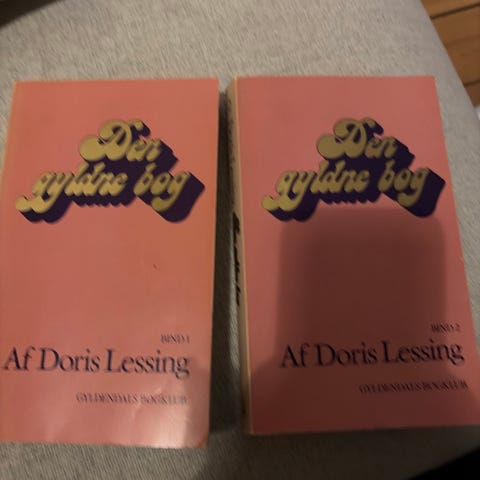 Den
gyldne bog
BIND 1
Af Doris Lessing
GYLDENDALS BOGKLUB
Den
gyldne bog
BIND 2
Af Doris Lessing
GYLDENDALS BOGKLUB